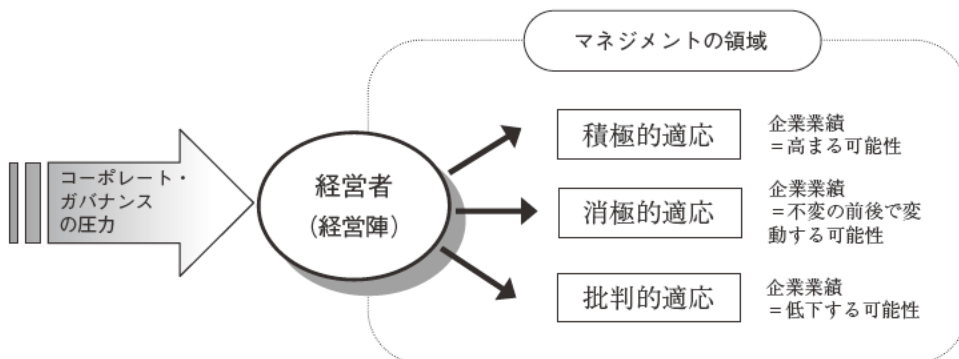 マネジメントの領域
コーポレート・
ガバナンス
の圧力
経営者
（経営陣）
積極的適応
企業業績
＝高まる可能性
消極的適応
企業業績
＝不変の前後で変
動する可能性
批判的適応
企業業績
＝低下する可能性